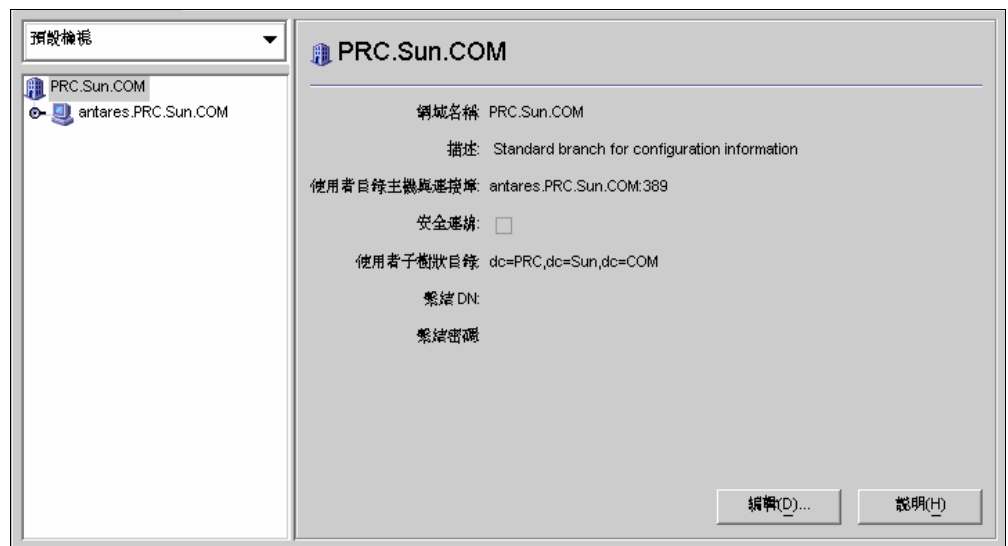 預設檢視
PRC.Sun.COM
antares.PRC.Sun.COM
PRC.Sun.COM
網域名稱: PRC.Sun.COM
描述: Standard branch for configuration information
使用者目錄主機與連接埠: antares.PRC.Sun.COM:389
安全連線:
使用者子樹狀目錄: dc=PRC,dc=Sun,dc=COM
繫結 DN:
繫結密碼:
編輯(D)...
說明(H)